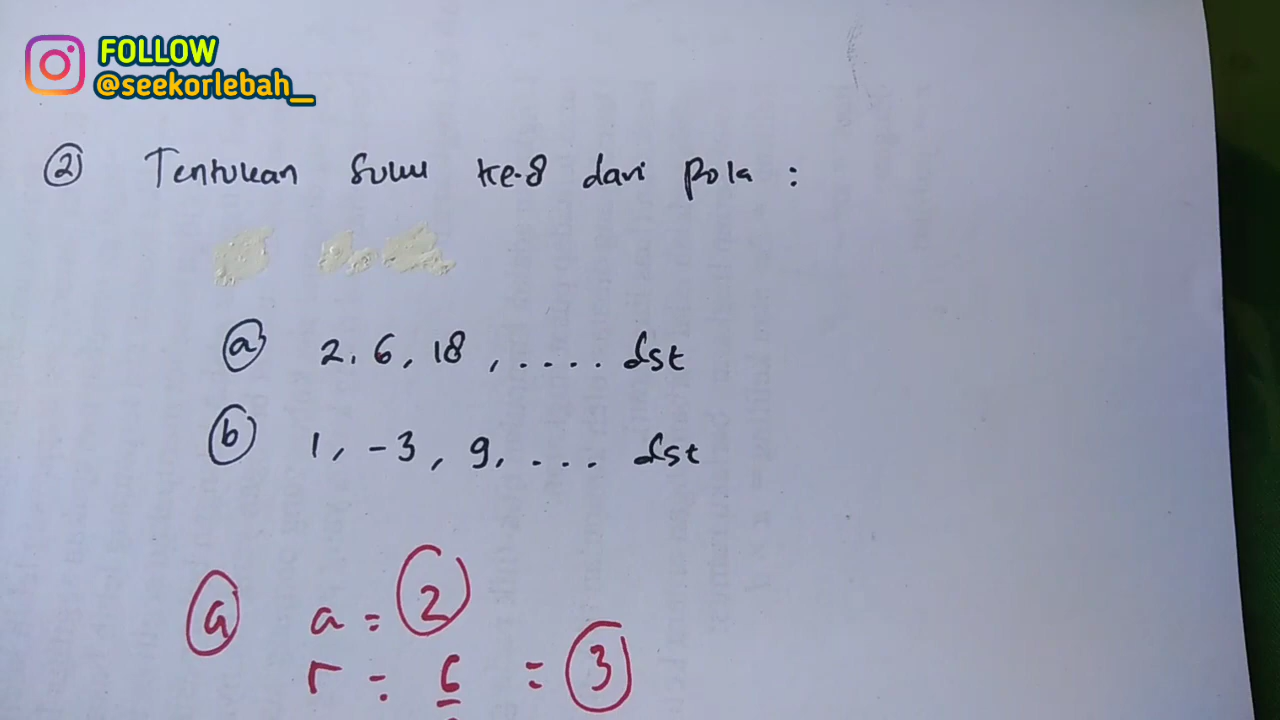 FOLLOW
@seekorlebah_
② Tentukan Suku ke-8 dari pola :
ⓐ 2, 6, 18, .... dst
ⓑ 1, -3, 9, ... dst
ⓐ a = 2
r = 6 = 3